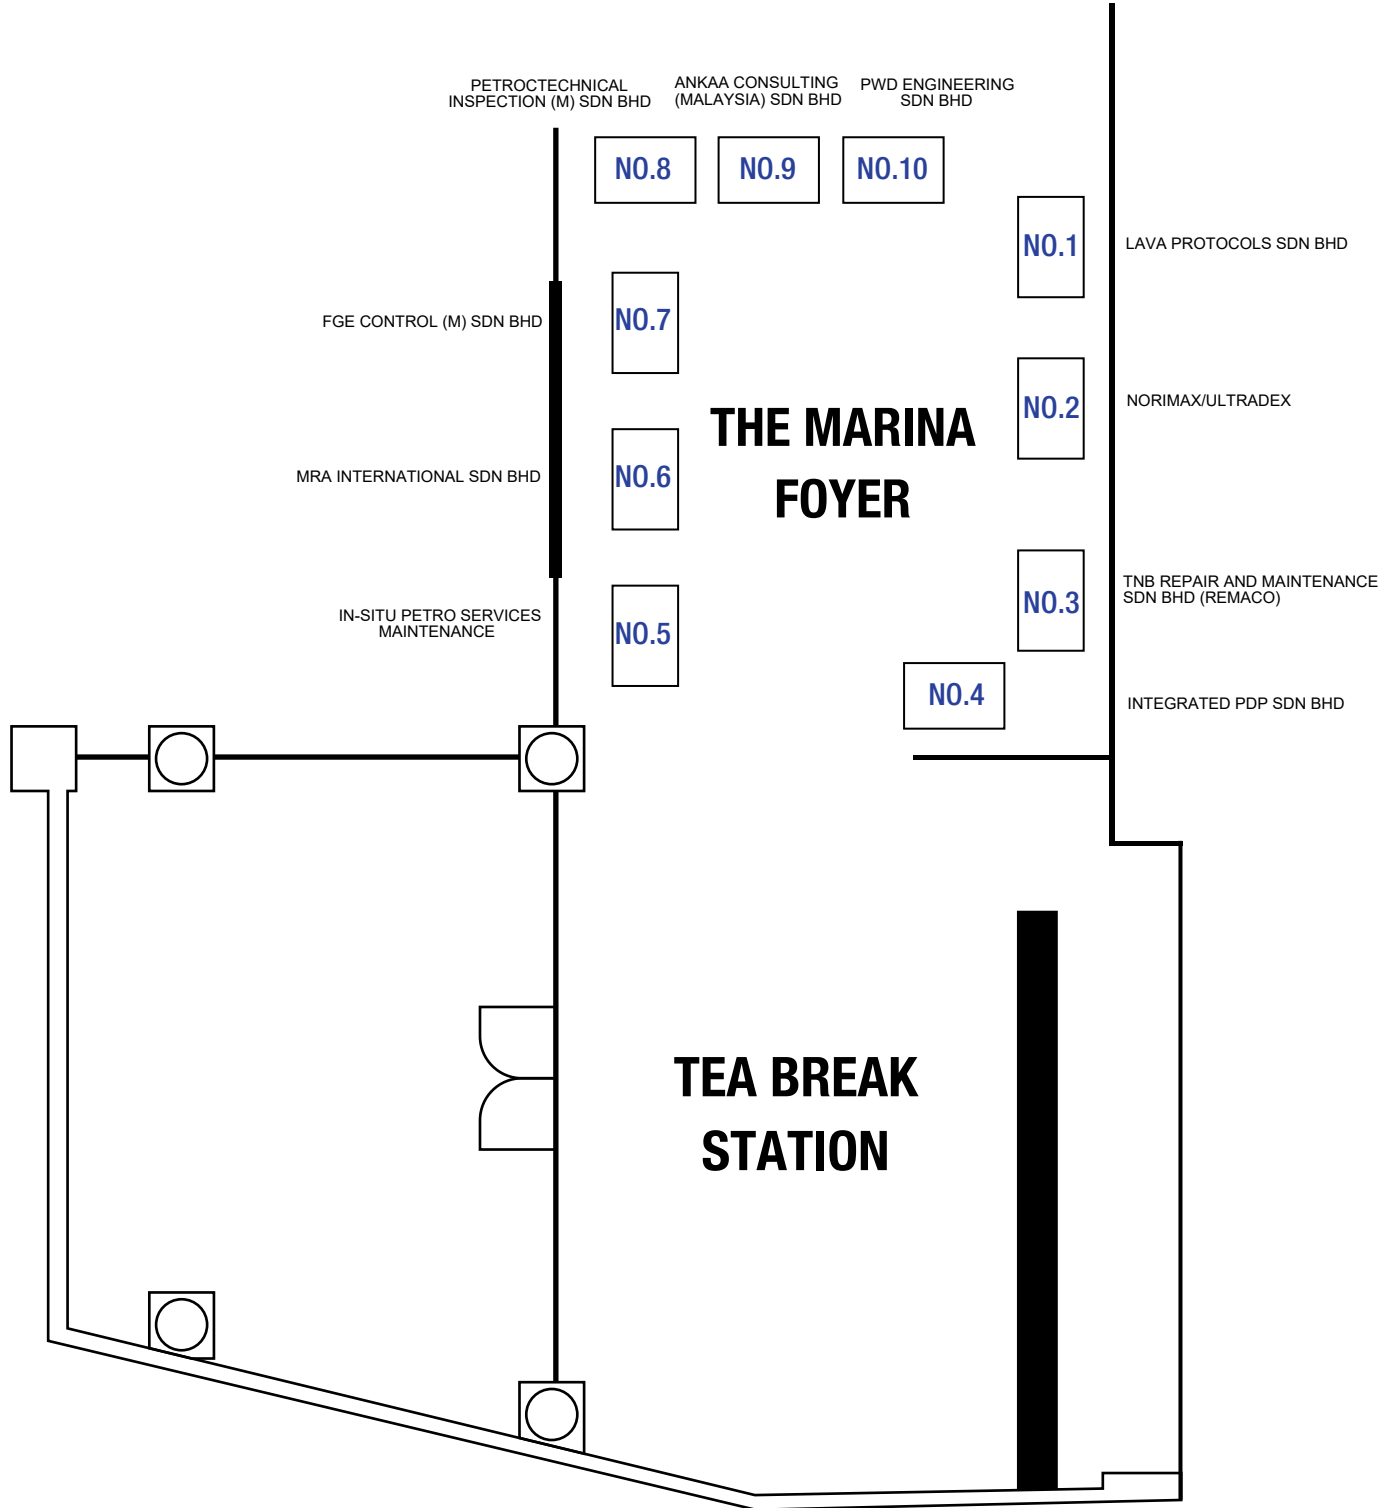 PETROCTECHNICAL
INSPECTION (M) SDN BHD
ANKAA CONSULTING
(MALAYSIA) SDN BHD
PWD ENGINEERING
SDN BHD
NO.8
NO.9
NO.10
NO.1
LAVA PROTOCOLS SDN BHD
FGE CONTROL (M) SDN BHD
NO.7
NO.2
NORIMAX/ULTRADEX
THE MARINA
FOYER
MRA INTERNATIONAL SDN BHD
NO.6
NO.3
TNB REPAIR AND MAINTENANCE
SDN BHD (REMACO)
IN-SITU PETRO SERVICES
MAINTENANCE
NO.5
NO.4
INTEGRATED PDP SDN BHD
TEA BREAK
STATION